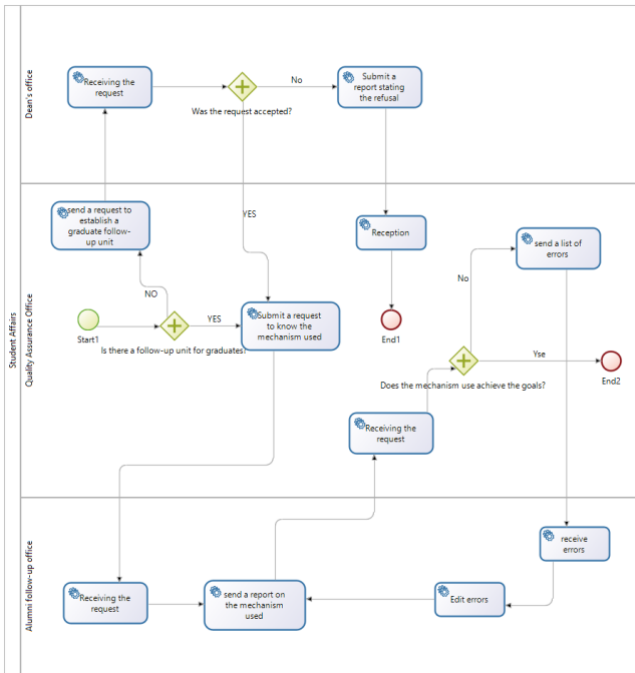 Student Affairs
Dean's office
Receiving the
request
Was the request accepted?
No
Submit a
report stating
the refusal
YES
Quality Assurance Office
send a request to
establish a
graduate follow-
up unit
NO
Start1
Is there a follow-up unit for graduates?
YES
Submit a request
to know the
mechanism used
Reception
End1
No
send a list of
errors
Does the mechanism use achieve the goals?
Yse
End2
Receiving the
request
Alumni follow-up office
Receiving the
request
send a report on
the mechanism
used
Edit errors
receive
errors